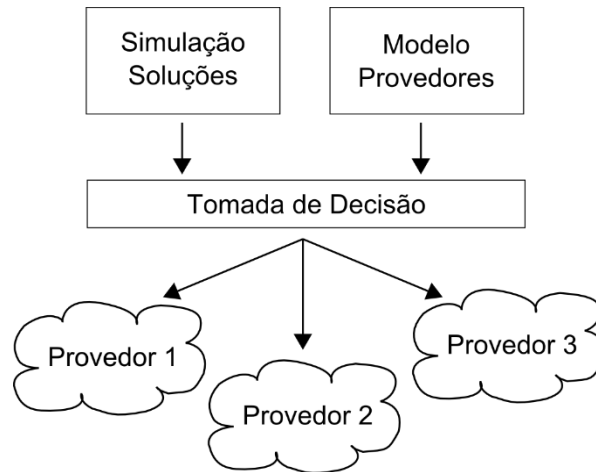 Simulação
Soluções
Modelo
Provedores
Tomada de Decisão
Provedor 1
Provedor 2
Provedor 3